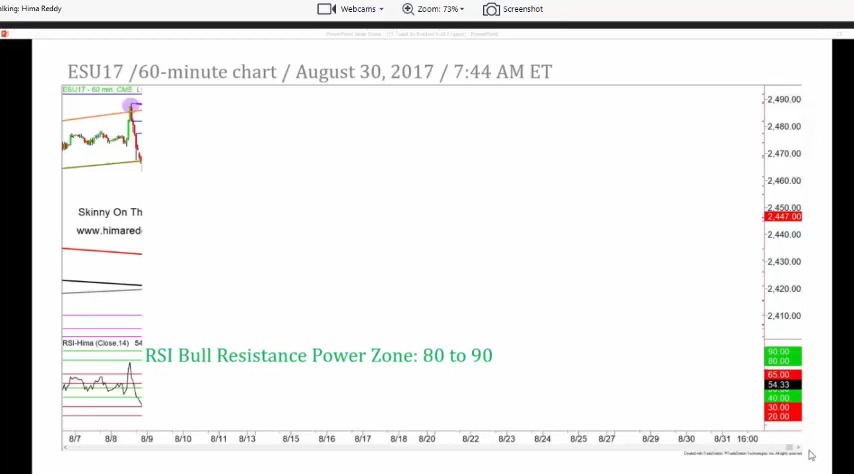 alking: Hima Reddy
Webcams
Zoom: 73%
Screenshot
ESU17 /60-minute chart / August 30, 2017 / 7:44 AM ET
ESU17 - 60 min. CME L
2,490.00
2,480.00
2,470.00
2,460.00
2,450.00
2,447.00
2,440.00
2,430.00
2,420.00
2,410.00
Skinny On Th
www.himared
RSI-Hima (Close,14) 54
RSI Bull Resistance Power Zone: 80 to 90
90.00
80.00
65.00
54.33
40.00
30.00
20.00
8/7 8/8 8/9 8/10 8/11 8/13 8/15 8/16 8/17 8/18 8/20 8/22 8/23 8/24 8/25 8/27 8/29 8/30 8/31 16:00